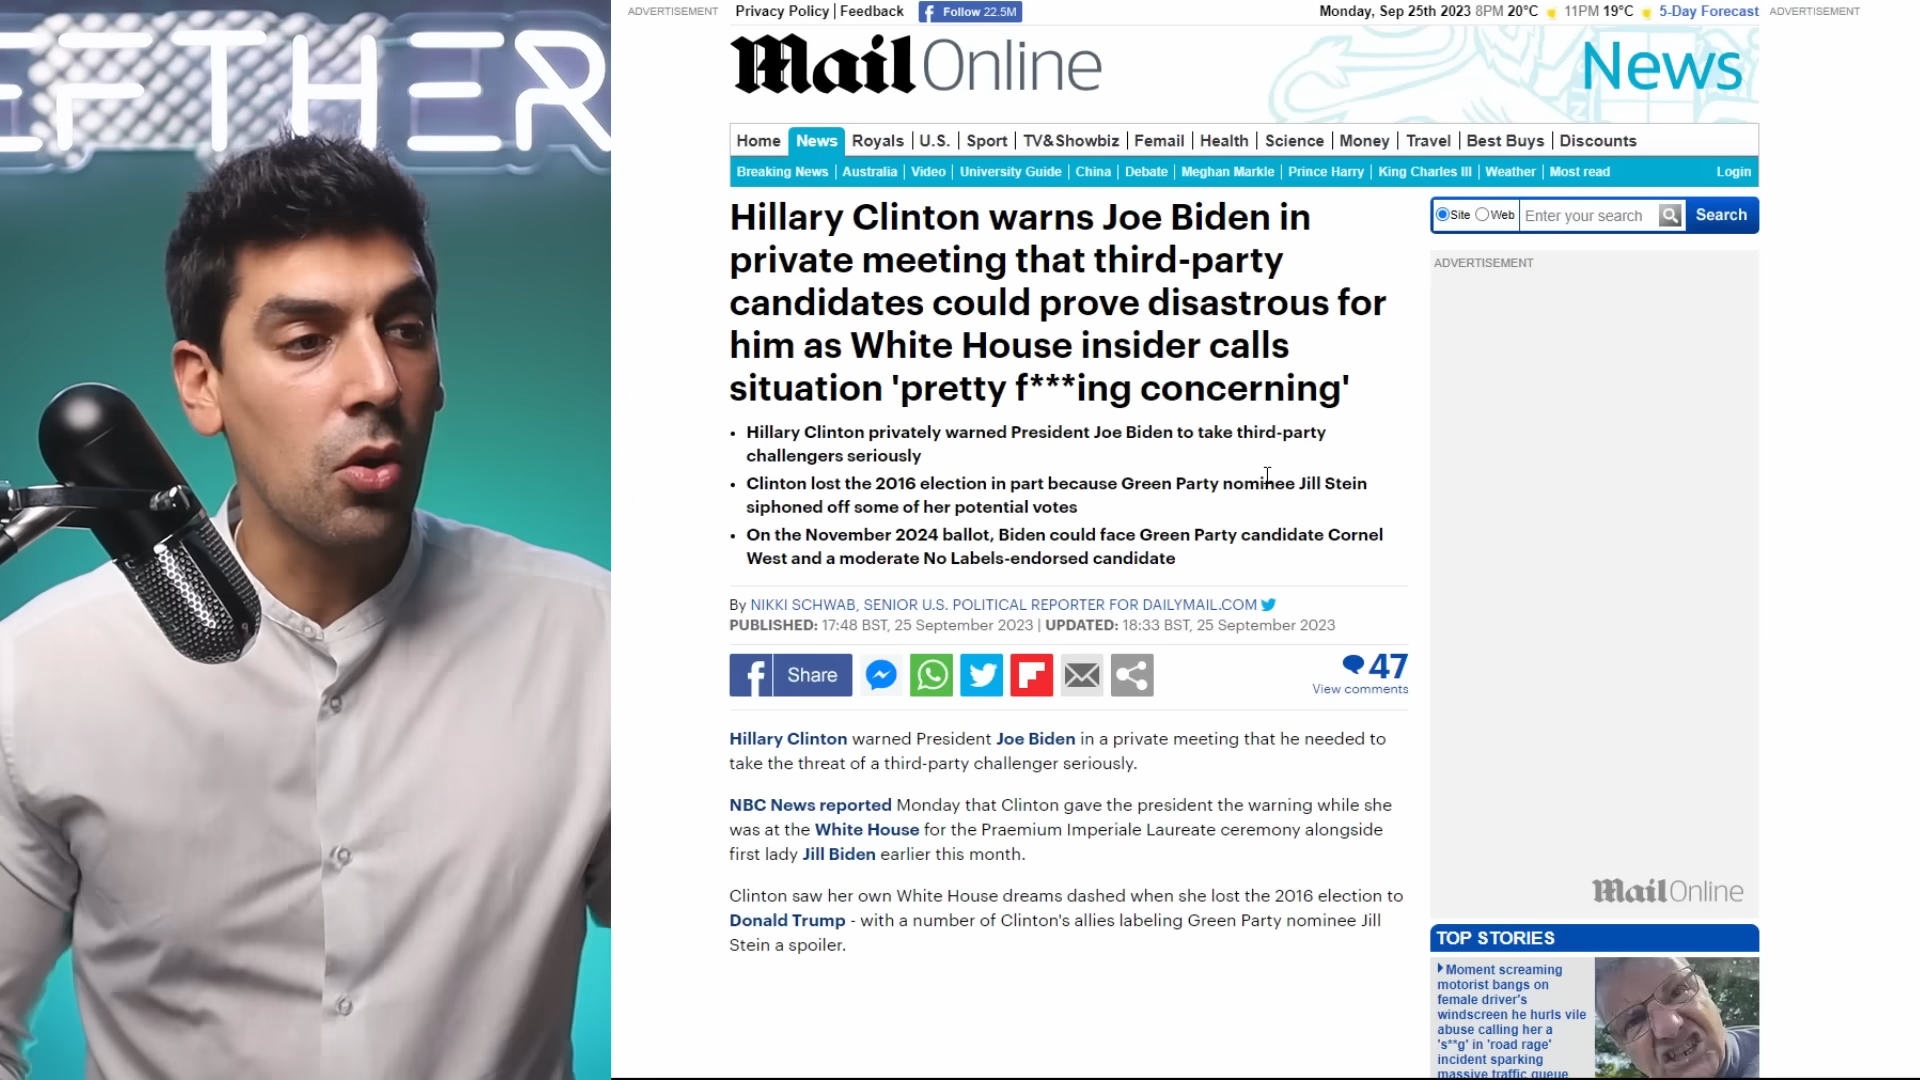 EFTHER
ADVERTISEMENT
Privacy Policy | Feedback
Follow 22.5M
Monday, Sep 25th 2023 8PM 20°C 11PM 19°C 5-Day Forecast
ADVERTISEMENT
Mail Online
News
Home News Royals U.S. Sport TV&Showbiz Femail Health Science Money Travel Best Buys Discounts
Breaking News Australia Video University Guide China Debate Meghan Markle Prince Harry King Charles III Weather Most read Login
Hillary Clinton warns Joe Biden in
private meeting that third-party
candidates could prove disastrous for
him as White House insider calls
situation 'pretty f***ing concerning'
Site Web Enter your search Search
ADVERTISEMENT
• Hillary Clinton privately warned President Joe Biden to take third-party
challengers seriously
• Clinton lost the 2016 election in part because Green Party nominee Jill Stein
siphoned off some of her potential votes
• On the November 2024 ballot, Biden could face Green Party candidate Cornel
West and a moderate No Labels-endorsed candidate
By NIKKI SCHWAB, SENIOR U.S. POLITICAL REPORTER FOR DAILYMAIL.COM
PUBLISHED: 17:48 BST, 25 September 2023 | UPDATED: 18:33 BST, 25 September 2023
Share
47
View comments
Hillary Clinton warned President Joe Biden in a private meeting that he needed to
take the threat of a third-party challenger seriously.
NBC News reported Monday that Clinton gave the president the warning while she
was at the White House for the Praemium Imperiale Laureate ceremony alongside
first lady Jill Biden earlier this month.
Clinton saw her own White House dreams dashed when she lost the 2016 election to
Donald Trump - with a number of Clinton's allies labeling Green Party nominee Jill
Stein a spoiler.
Mail Online
TOP STORIES
Moment screaming
motorist bangs on
female driver's
windscreen he hurls vile
abuse calling her a
's**g' in 'road rage'
incident sparking
massive traffic queue